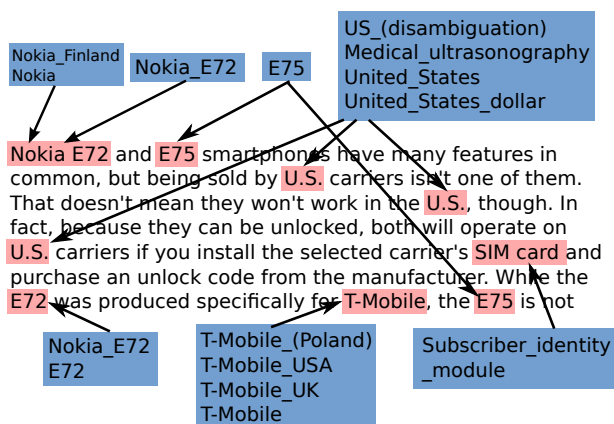 US_(disambiguation)
Medical_ultrasonography
United_States
United_States_dollar
Nokia_Finland
Nokia
Nokia_E72
E75
Nokia E72 and E75 smartphones have many features in
common, but being sold by U.S. carriers isn't one of them.
That doesn't mean they won't work in the U.S., though. In
fact, because they can be unlocked, both will operate on
U.S. carriers if you install the selected carrier's SIM card and
purchase an unlock code from the manufacturer. While the
E72 was produced specifically for T-Mobile, the E75 is not
Nokia_E72
E72
T-Mobile_(Poland)
T-Mobile_USA
T-Mobile_UK
T-Mobile
Subscriber_identity
_module